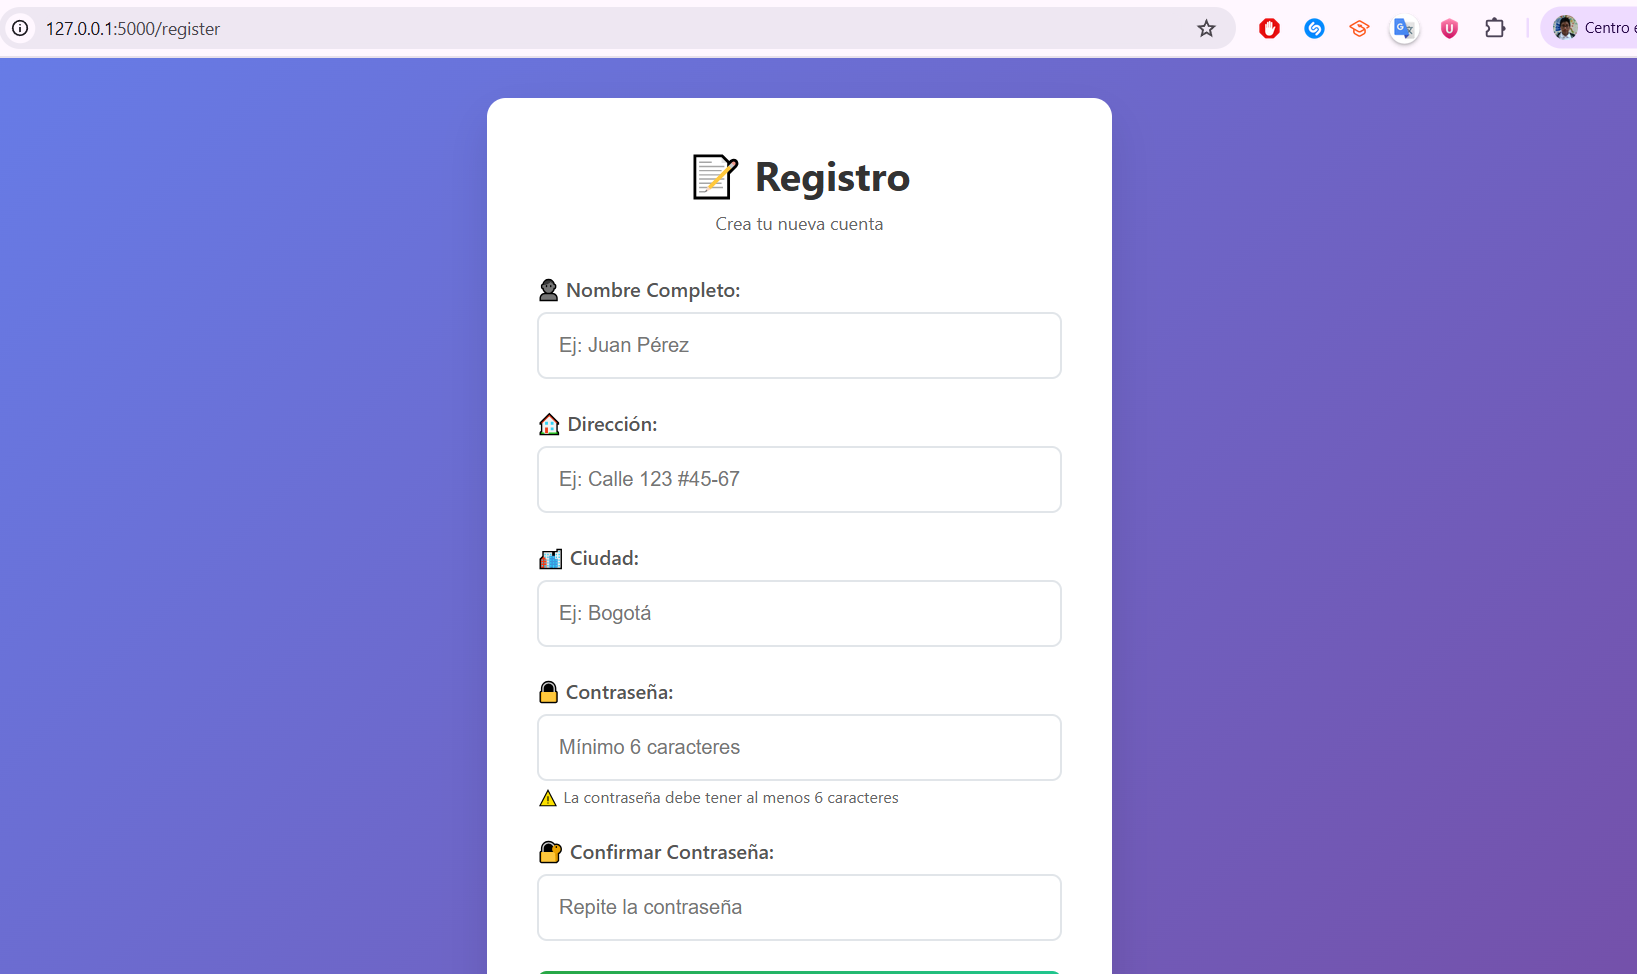 127.0.0.1:5000/register
Centro e
Registro
Crea tu nueva cuenta
Nombre Completo:
Ej: Juan Pérez
Dirección:
Ej: Calle 123 #45-67
Ciudad:
Ej: Bogotá
Contraseña:
Mínimo 6 caracteres
La contraseña debe tener al menos 6 caracteres
Confirmar Contraseña:
Repite la contraseña